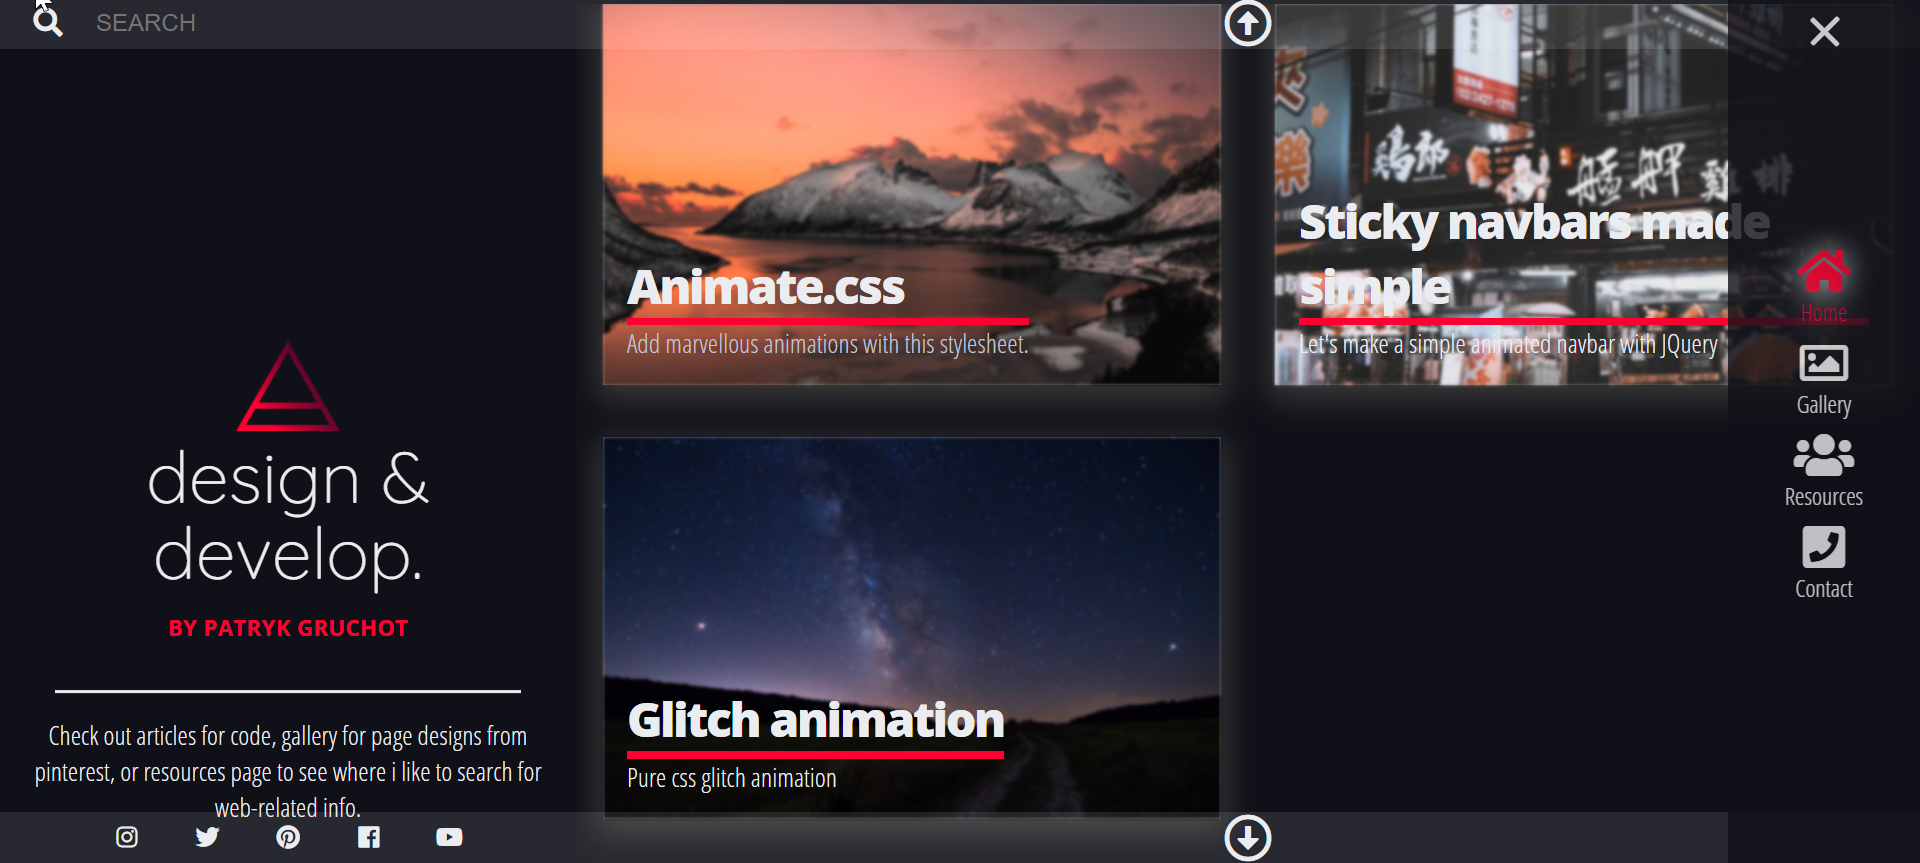 SEARCH
design &
develop.
BY PATRYK GRUCHOT
Check out articles for code, gallery for page designs from
pinterest, or resources page to see where i like to search for
web-related info.
Animate.css
Add marvellous animations with this stylesheet.
鷄排
Sticky navbars made
simple
Let's make a simple animated navbar with JQuery
Glitch animation
Pure css glitch animation
Home
Gallery
Resources
Contact